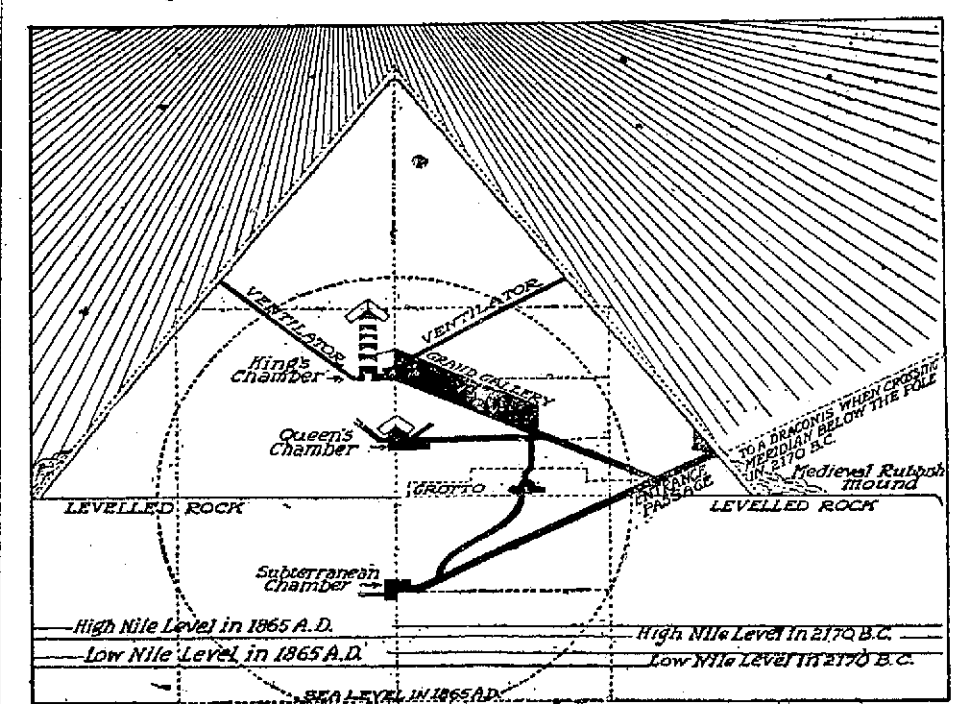 VENTILATOR
VENTILATOR
King's
Chamber
GRAND GALLERY
Queen's
Chamber
GROTTO
ENTRANCE
PASSAGE
TO A DRACONIS WHEN CROSSING
MERIDIAN BELOW THE POLE
IN 2170 B.C.
Medieval Rubbish
Mound
LEVELLED ROCK
LEVELLED ROCK
Subterranean
Chamber
High Nile Level in 1865 A.D.
High Nile Level in 2170 B.C.
Low Nile Level in 1865 A.D.
Low Nile Level in 2170 B.C.
SEA LEVEL IN 1865 A.D.